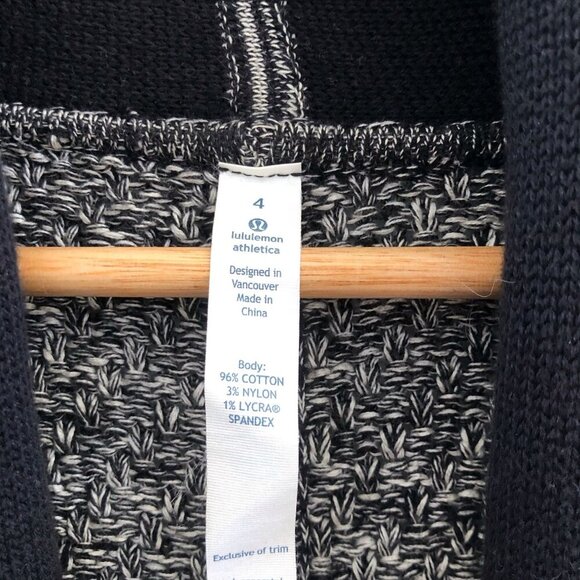 4
lululemon
athletica
Designed in
Vancouver
Made in
China
Body:
96% COTTON
3% NYLON
1% LYCRA®
SPANDEX
Exclusive of trim